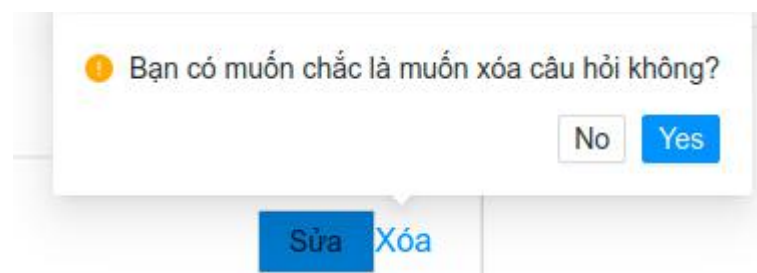 Bạn có muốn chắc là muốn xóa câu hỏi không?
No Yes
Sửa Xóa